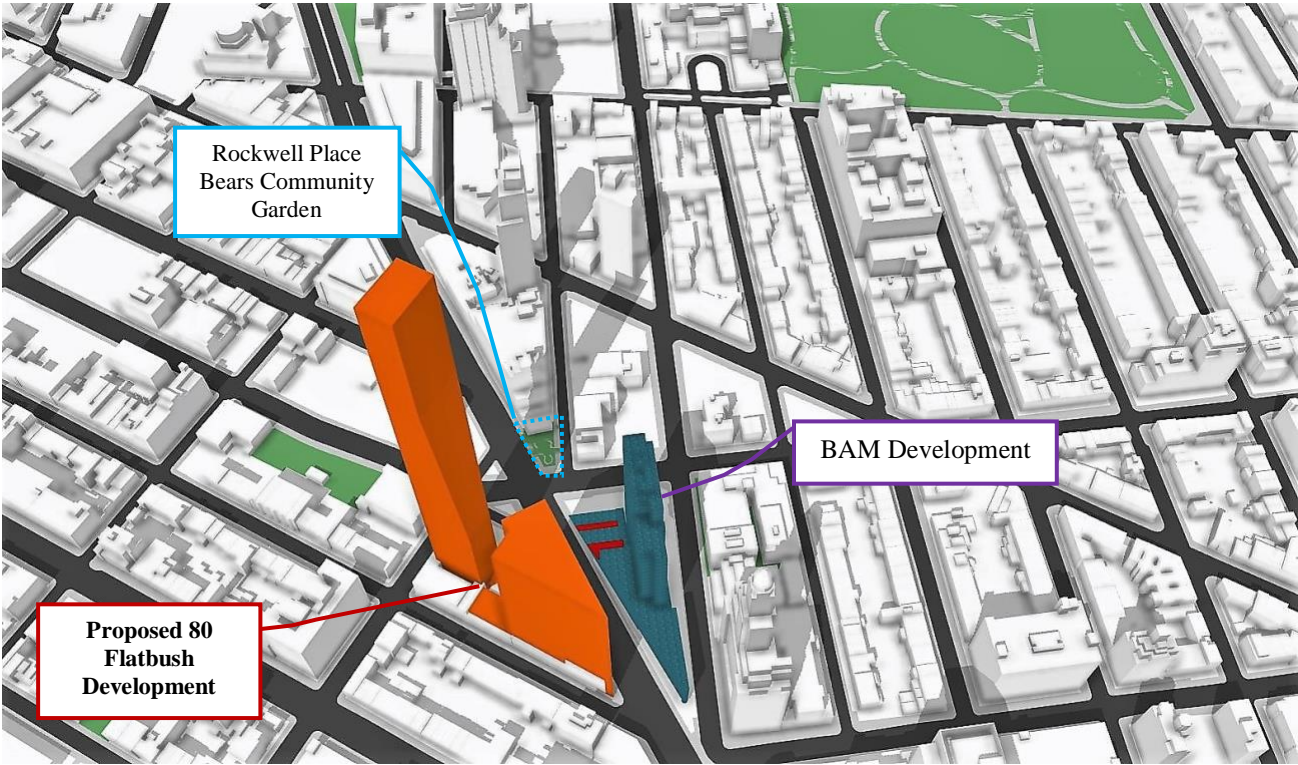 Rockwell Place
Bears Community
Garden
BAM Development
Proposed 80
Flatbush
Development